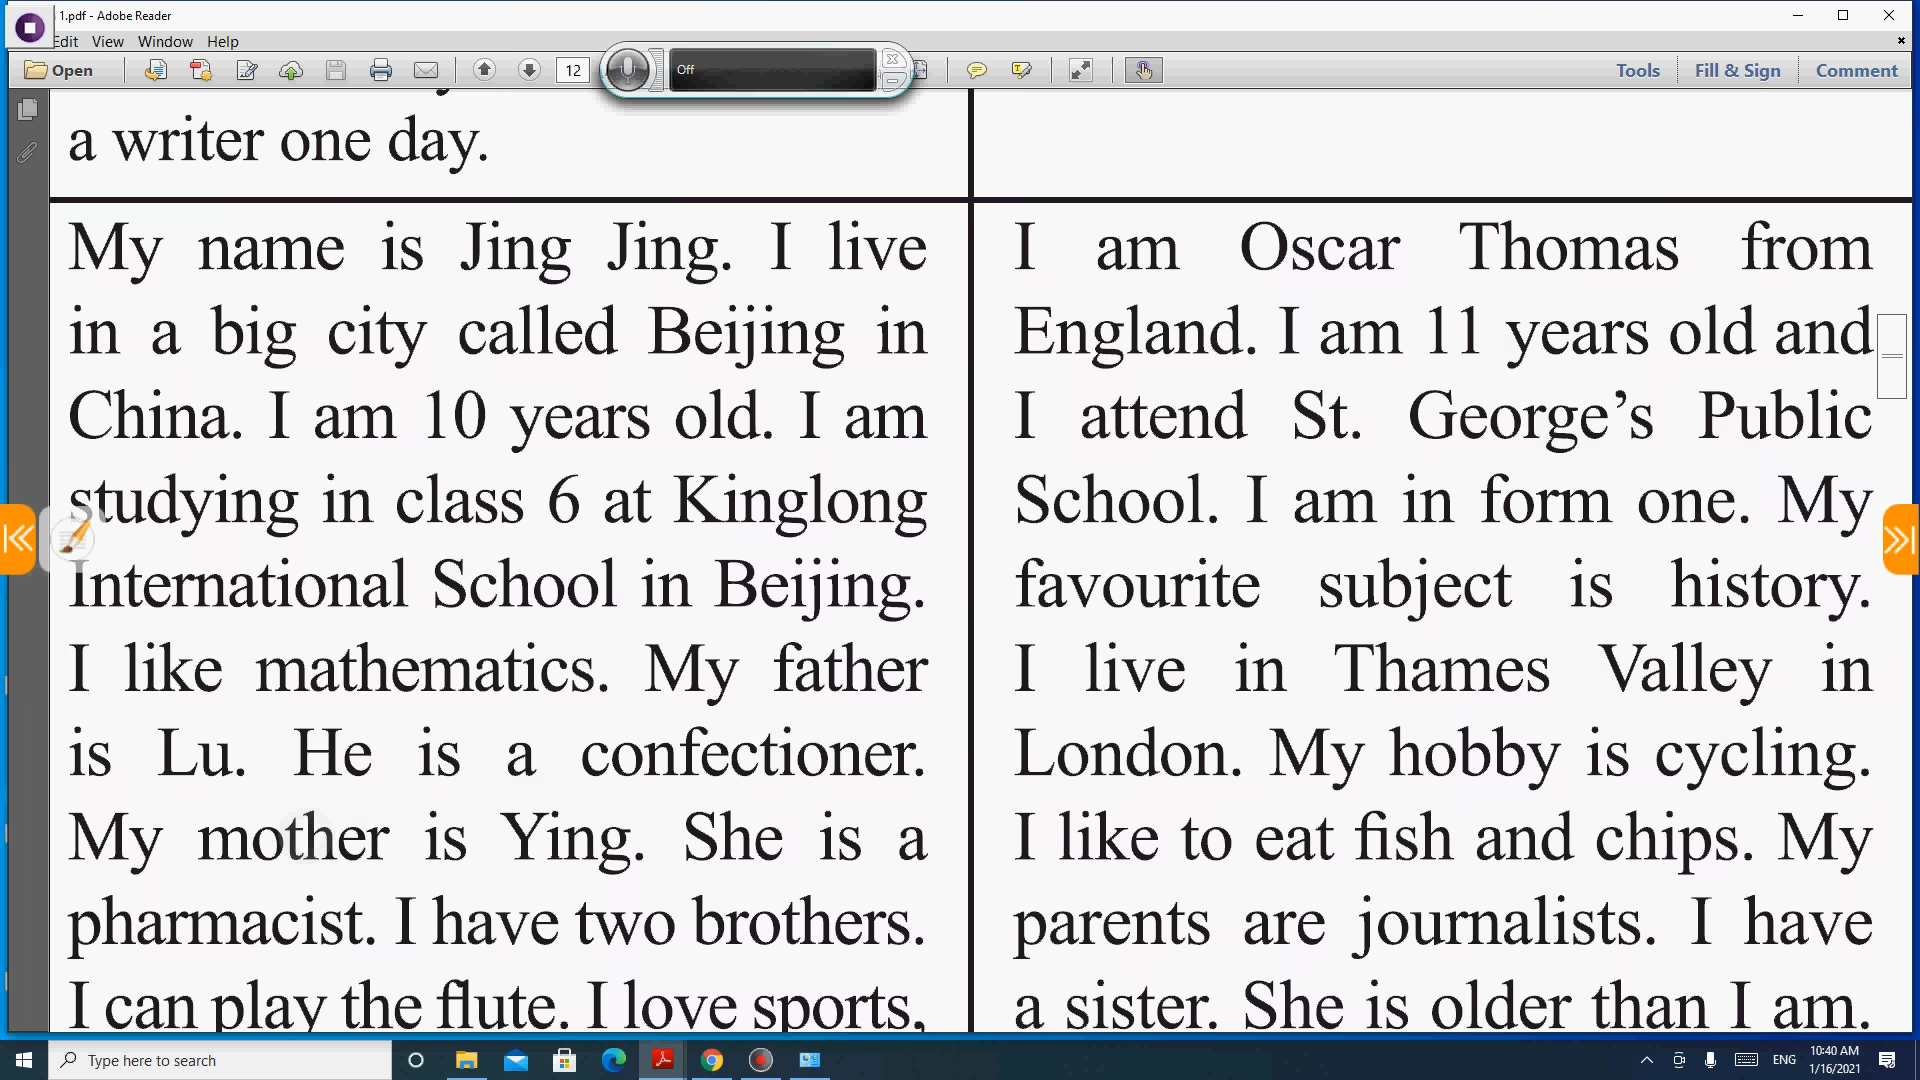 1.pdf - Adobe Reader
Edit View Window Help
Open
12
Off
Tools
Fill & Sign
Comment
a writer one day.
My name is Jing Jing. I live
in a big city called Beijing in
China. I am 10 years old. I am
studying in class 6 at Kinglong
International School in Beijing.
I like mathematics. My father
is Lu. He is a confectioner.
My mother is Ying. She is a
pharmacist. I have two brothers.
I can play the flute. I love sports,
I am Oscar Thomas from
England. I am 11 years old and
I attend St. George’s Public
School. I am in form one. My
favourite subject is history.
I live in Thames Valley in
London. My hobby is cycling.
I like to eat fish and chips. My
parents are journalists. I have
a sister. She is older than I am.
Type here to search
ENG
10:40 AM
1/16/2021